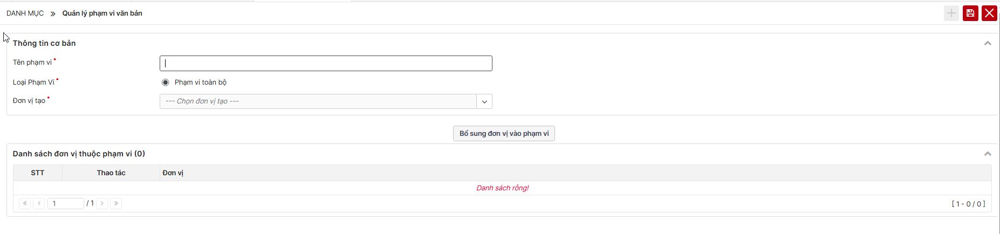 DANH MỤC » Quản lý phạm vi văn bản
Thông tin cơ bản
Tên phạm vi *
Loại Phạm Vi * Phạm vi toàn bộ
Đơn vị tạo * --- Chọn đơn vị tạo ---
Bổ sung đơn vị vào phạm vi
Danh sách đơn vị thuộc phạm vi (0)
STT Thao tác Đơn vị
Danh sách rỗng!
« ‹ 1 / 1 › » [ 1 - 0 / 0 ]